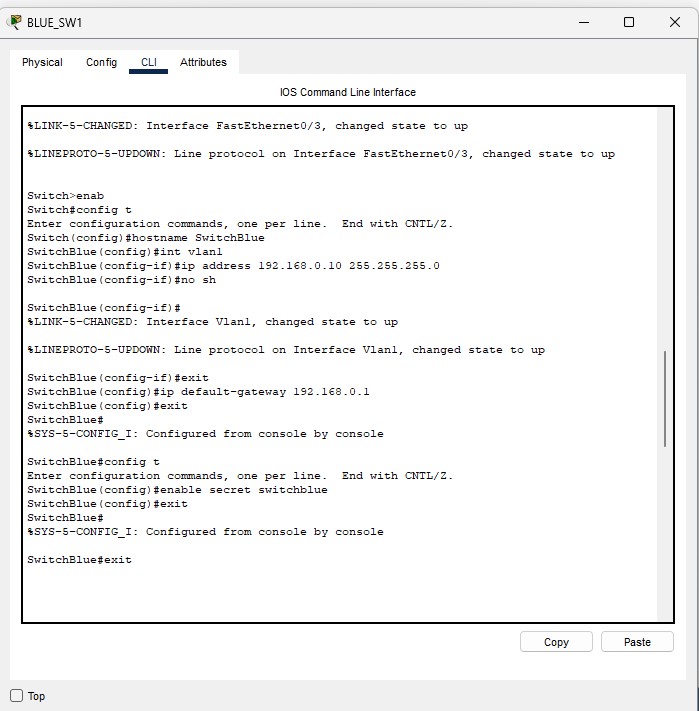 BLUE_SW1
Physical Config CLI Attributes
IOS Command Line Interface
%LINK-5-CHANGED: Interface FastEthernet0/3, changed state to up
%LINEPROTO-5-UPDOWN: Line protocol on Interface FastEthernet0/3, changed state to up
Switch>enab
Switch#config t
Enter configuration commands, one per line.  End with CNTL/Z.
Switch(config)#hostname SwitchBlue
SwitchBlue(config)#int vlan1
SwitchBlue(config-if)#ip address 192.168.0.10 255.255.255.0
SwitchBlue(config-if)#no sh
SwitchBlue(config-if)#
%LINK-5-CHANGED: Interface Vlan1, changed state to up
%LINEPROTO-5-UPDOWN: Line protocol on Interface Vlan1, changed state to up
SwitchBlue(config-if)#exit
SwitchBlue(config)#ip default-gateway 192.168.0.1
SwitchBlue(config)#exit
SwitchBlue#
%SYS-5-CONFIG_I: Configured from console by console
SwitchBlue#config t
Enter configuration commands, one per line.  End with CNTL/Z.
SwitchBlue(config)#enable secret switchblue
SwitchBlue(config)#exit
SwitchBlue#
%SYS-5-CONFIG_I: Configured from console by console
SwitchBlue#exit
Copy Paste
Top